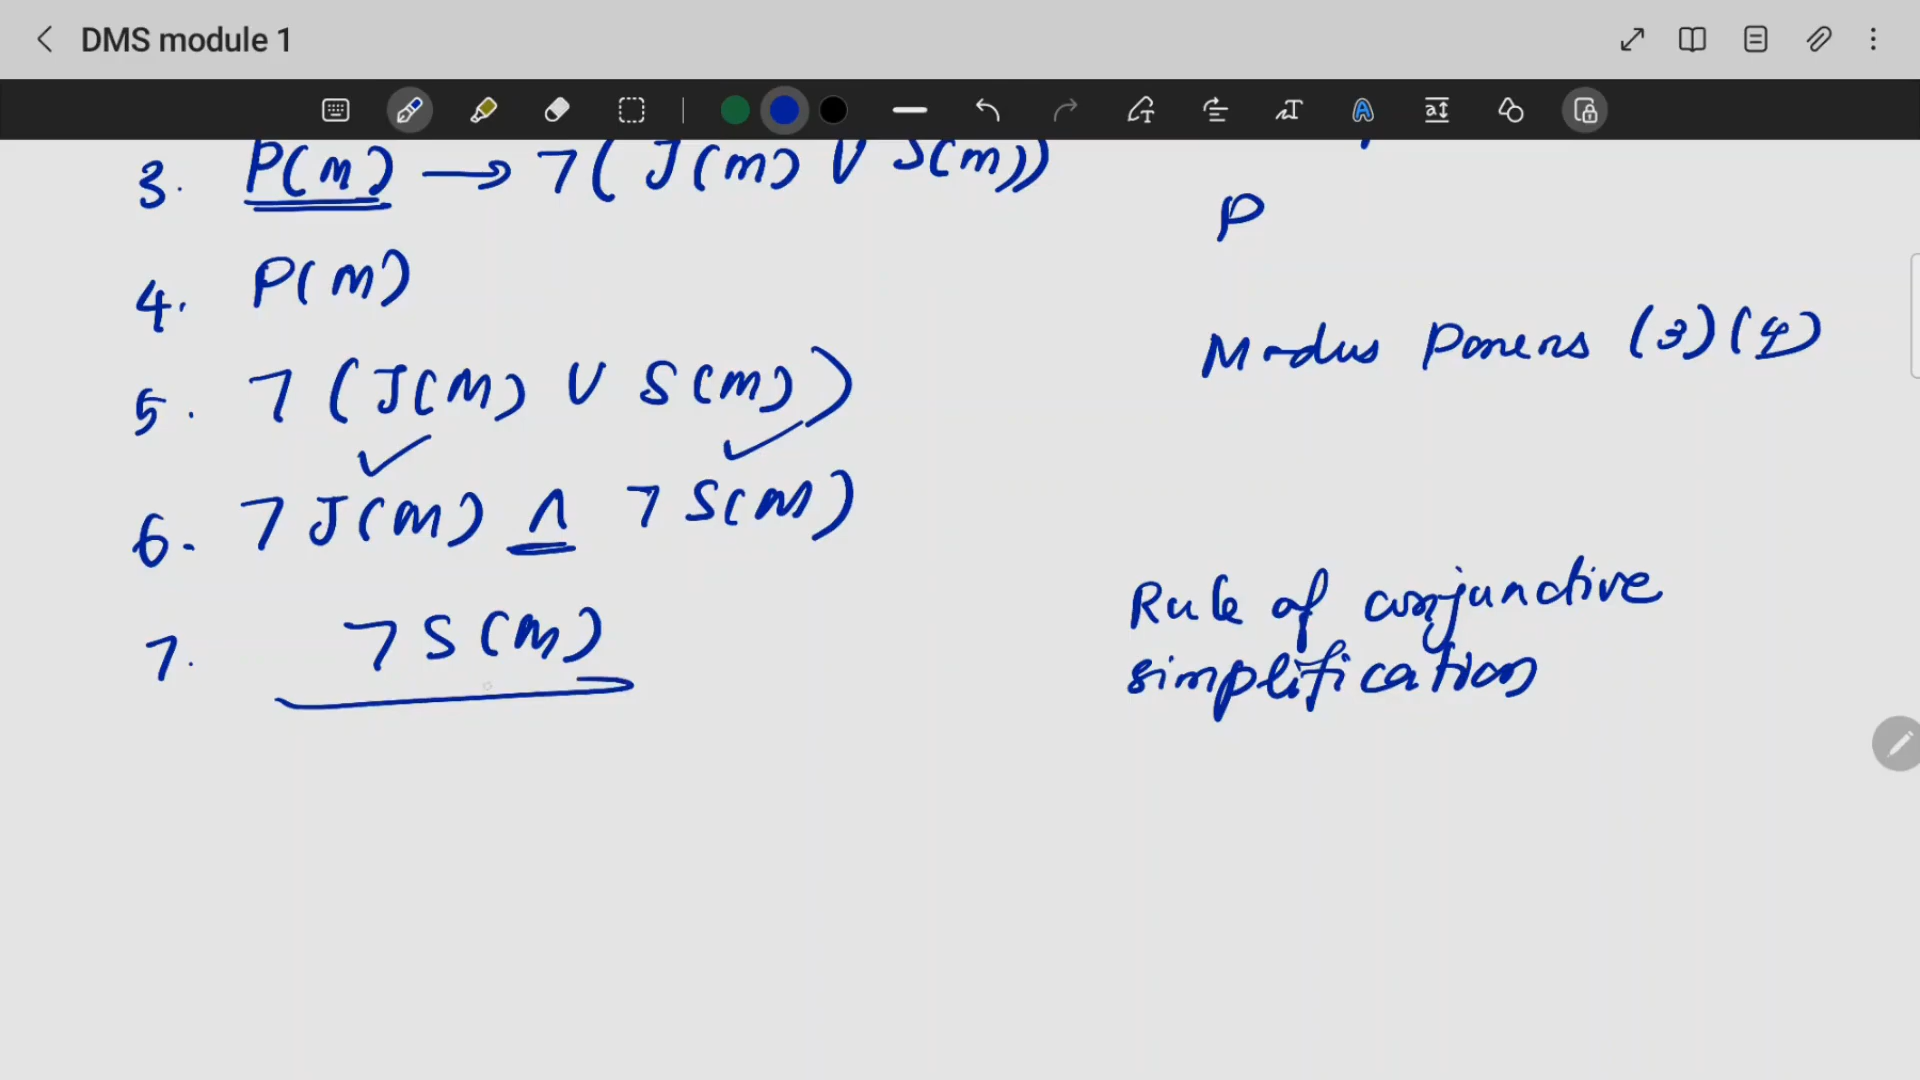 DMS module 1
3. P(m) → ¬(J(m) ∨ S(m))
P
4. P(m)
Modus Ponens (3)(4)
5. ¬(J(m) ∨ S(m))
6. ¬J(m) ∧ ¬S(m)
Rule of conjunctive
7. ¬S(m)
simplification